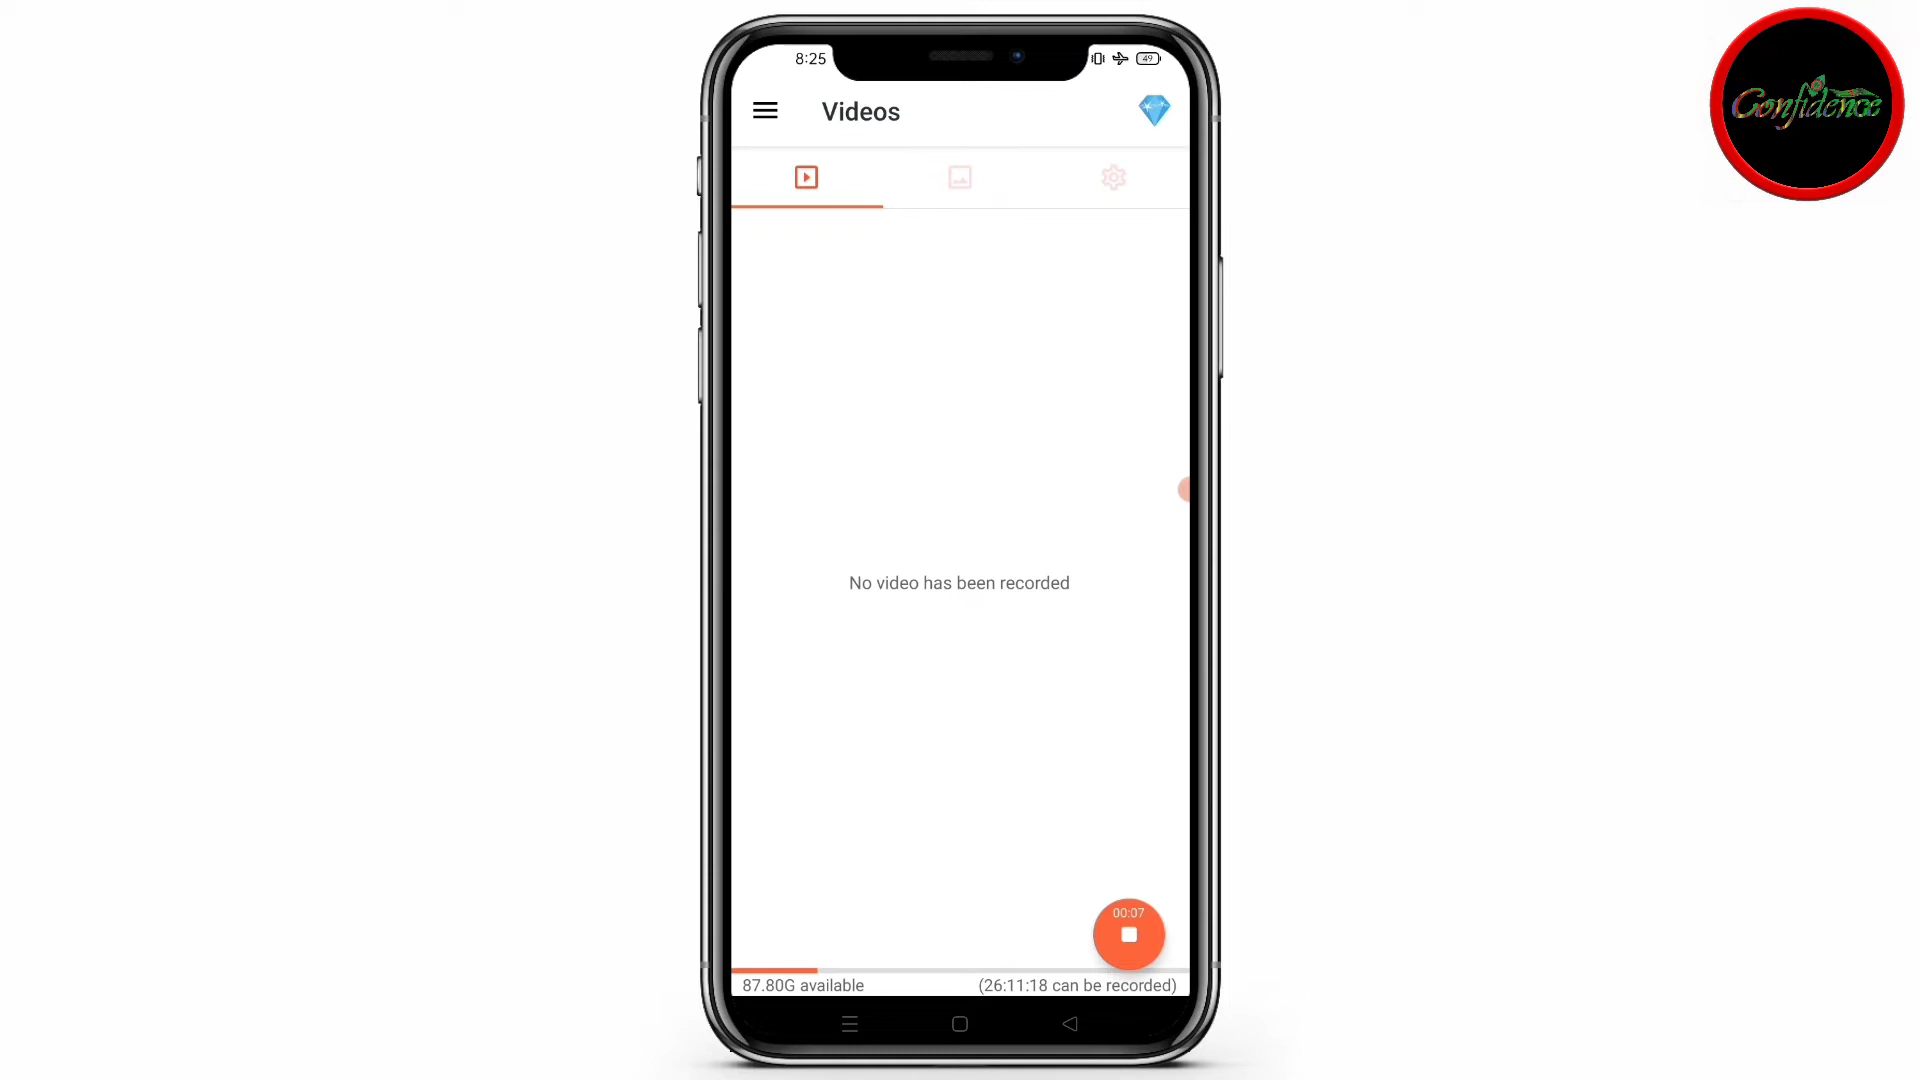 8:25
49
Videos
Confidence
No video has been recorded
00:07
87.80G available
(26:11:18 can be recorded)